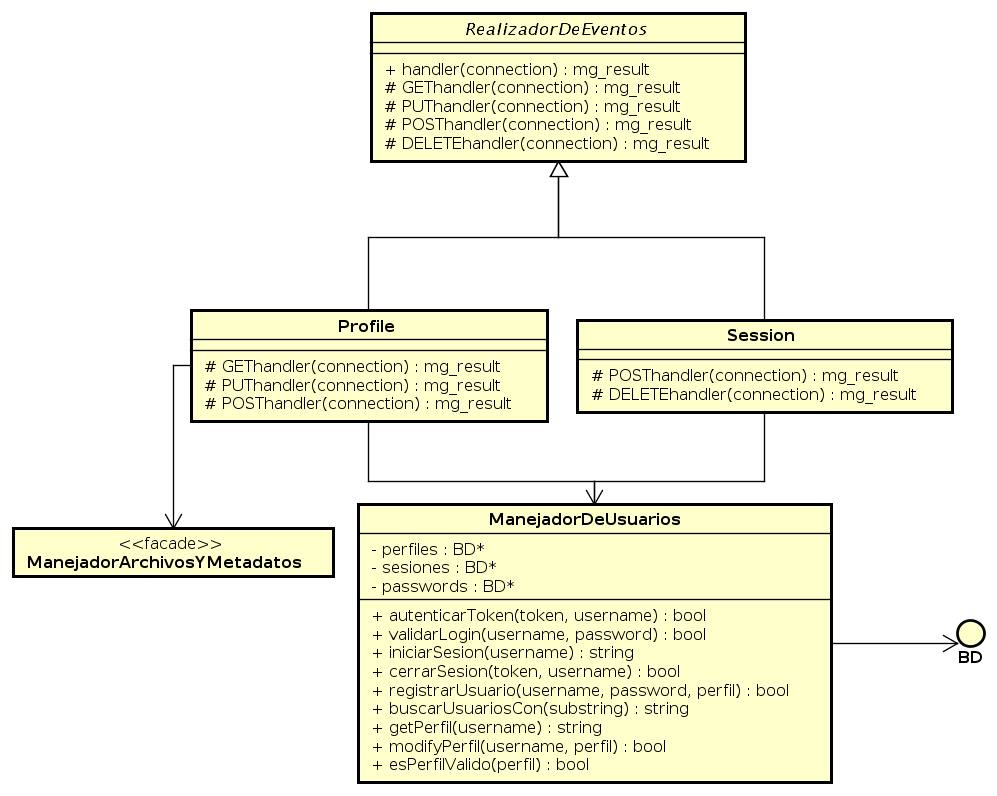 RealizadorDeEventos
+ handler(connection) : mg_result
# GEThandler(connection) : mg_result
# PUThandler(connection) : mg_result
# POSThandler(connection) : mg_result
# DELETEhandler(connection) : mg_result
Profile
# GEThandler(connection) : mg_result
# PUThandler(connection) : mg_result
# POSThandler(connection) : mg_result
Session
# POSThandler(connection) : mg_result
# DELETEhandler(connection) : mg_result
<<facade>>
ManejadorArchivosYMetadatos
ManejadorDeUsuarios
- perfiles : BD*
- sesiones : BD*
- passwords : BD*
+ autenticarToken(token, username) : bool
+ validarLogin(username, password) : bool
+ iniciarSesion(username) : string
+ cerrarSesion(token, username) : bool
+ registrarUsuario(username, password, perfil) : bool
+ buscarUsuariosCon(substring) : string
+ getPerfil(username) : string
+ modifyPerfil(username, perfil) : bool
+ esPerfilValido(perfil) : bool
BD